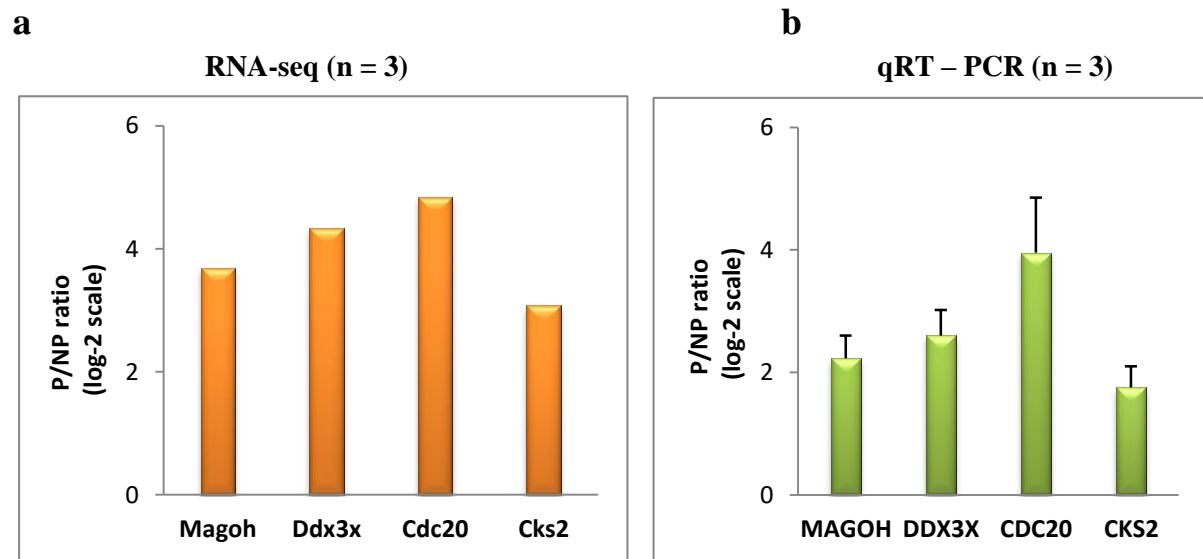 a
RNA-seq (n = 3)
P/NP ratio
(log-2 scale)
6
4
2
0
Magoh Ddx3x Cdc20 Cks2
b
qRT – PCR (n = 3)
P/NP ratio
(log-2 scale)
6
4
2
0
MAGOH DDX3X CDC20 CKS2